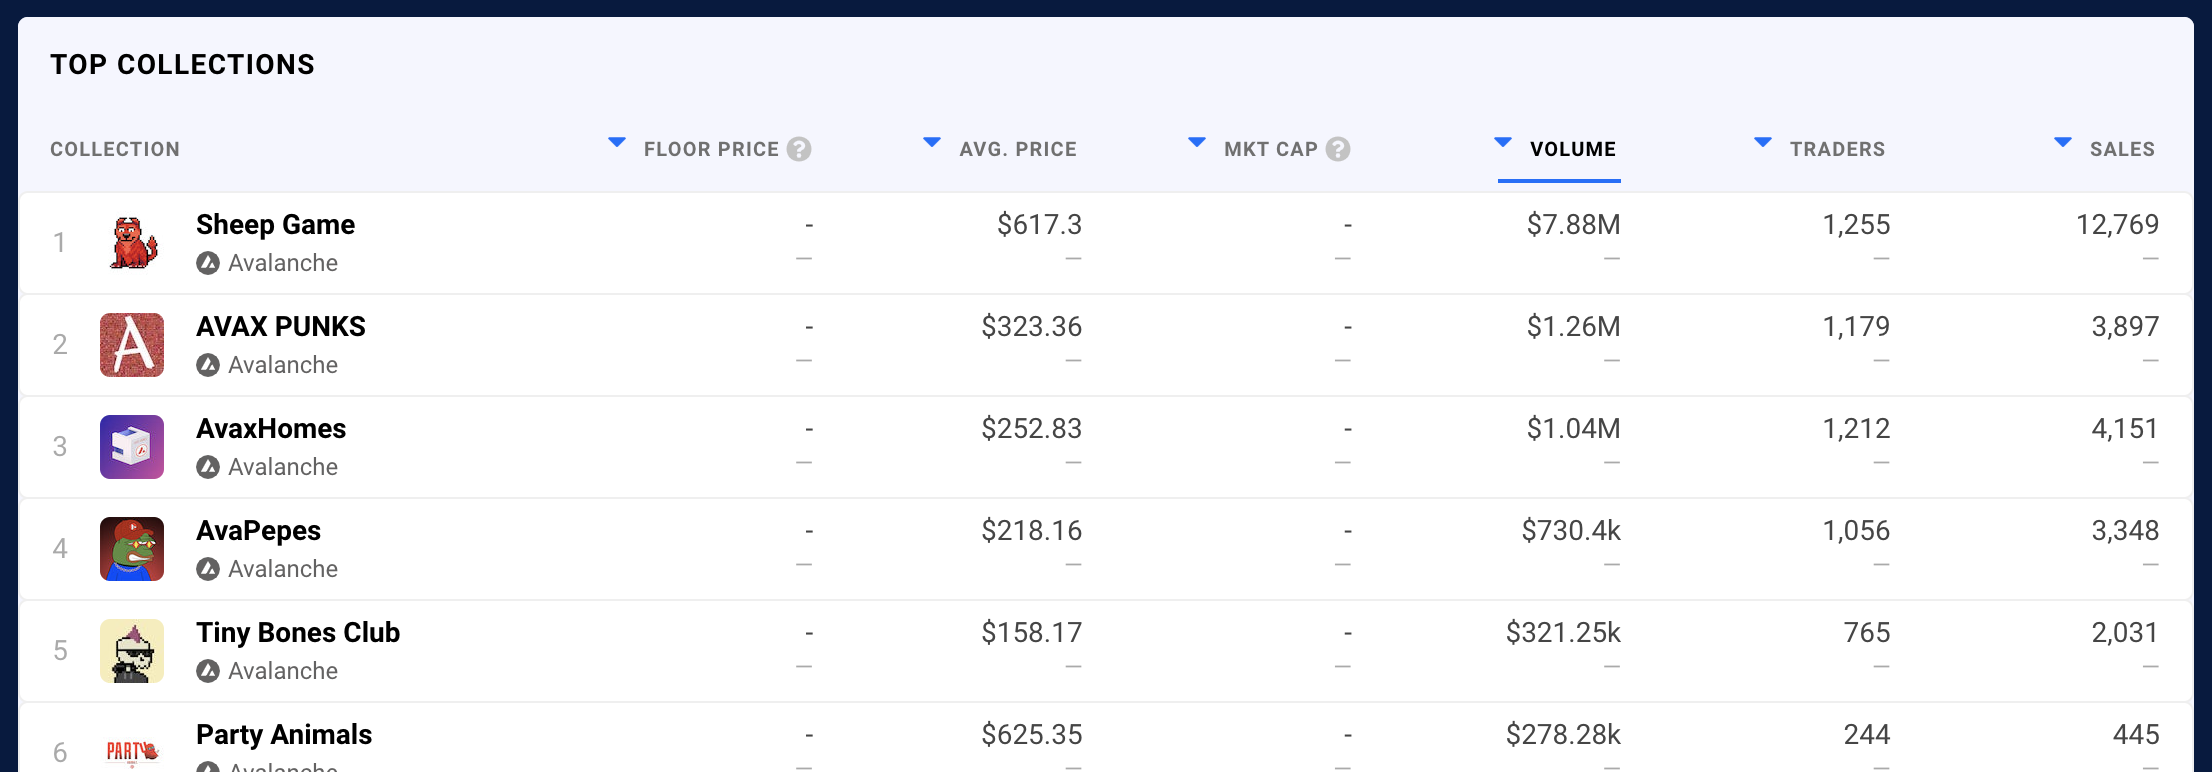 TOP COLLECTIONS
COLLECTION FLOOR PRICE ? AVG. PRICE MKT CAP ? VOLUME TRADERS SALES
1 Sheep Game - $617.3 - $7.88M 1,255 12,769
Avalanche — — — — — —
2 AVAX PUNKS - $323.36 - $1.26M 1,179 3,897
Avalanche — — — — — —
3 AvaxHomes - $252.83 - $1.04M 1,212 4,151
Avalanche — — — — — —
4 AvaPepes - $218.16 - $730.4k 1,056 3,348
Avalanche — — — — — —
5 Tiny Bones Club - $158.17 - $321.25k 765 2,031
Avalanche — — — — — —
6 PARTY Party Animals - $625.35 - $278.28k 244 445
Avalanche — — — — — —